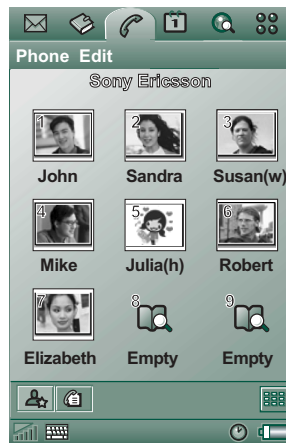 1
Phone Edit
Sony Ericsson
1 2 3
John Sandra Susan(w)
4 5 6
Mike Julia(h) Robert
7 8 9
Elizabeth Empty Empty